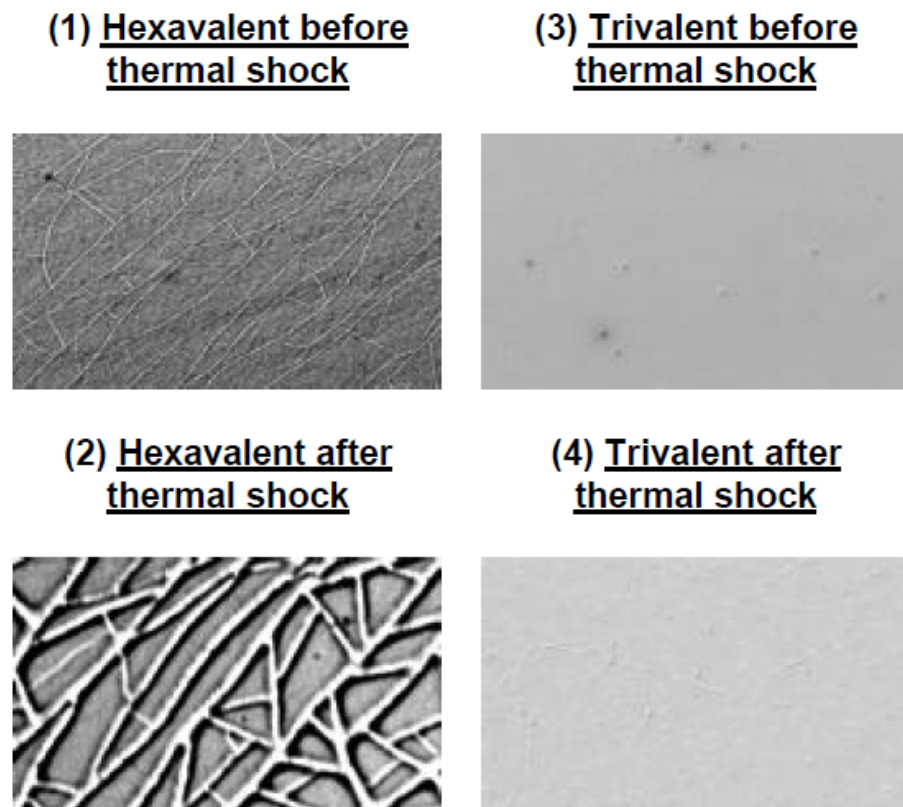 (1) Hexavalent before
thermal shock
(3) Trivalent before
thermal shock
(2) Hexavalent after
thermal shock
(4) Trivalent after
thermal shock